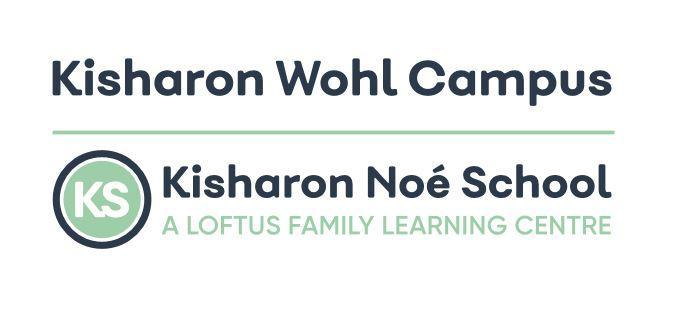 Kisharon Wohl Campus
KS
Kisharon Noé School
A LOFTUS FAMILY LEARNING CENTRE